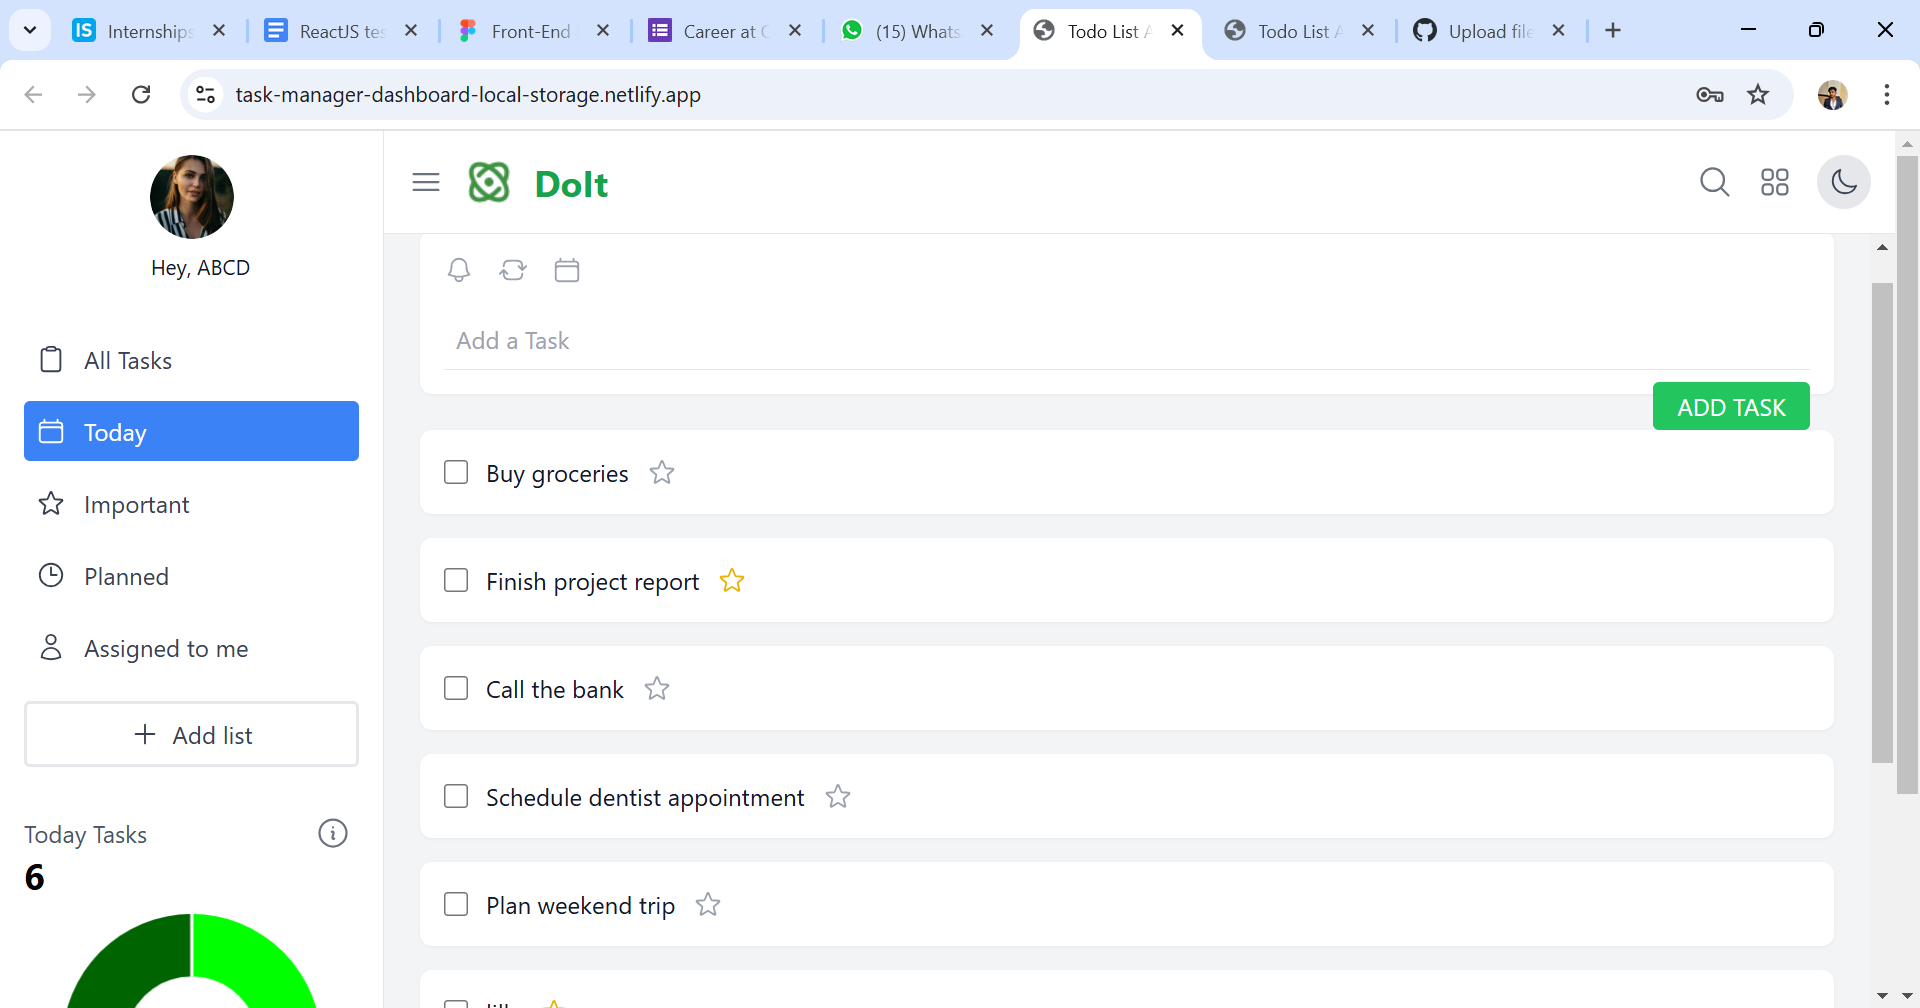 IS Internships
ReactJS tes
Front-End
Career at C
(15) Whats
Todo List A
Todo List A
Upload file
task-manager-dashboard-local-storage.netlify.app
Hey, ABCD
DoIt
All Tasks
Today
Important
Planned
Assigned to me
Add list
Today Tasks
6
Add a Task
ADD TASK
Buy groceries
Finish project report
Call the bank
Schedule dentist appointment
Plan weekend trip